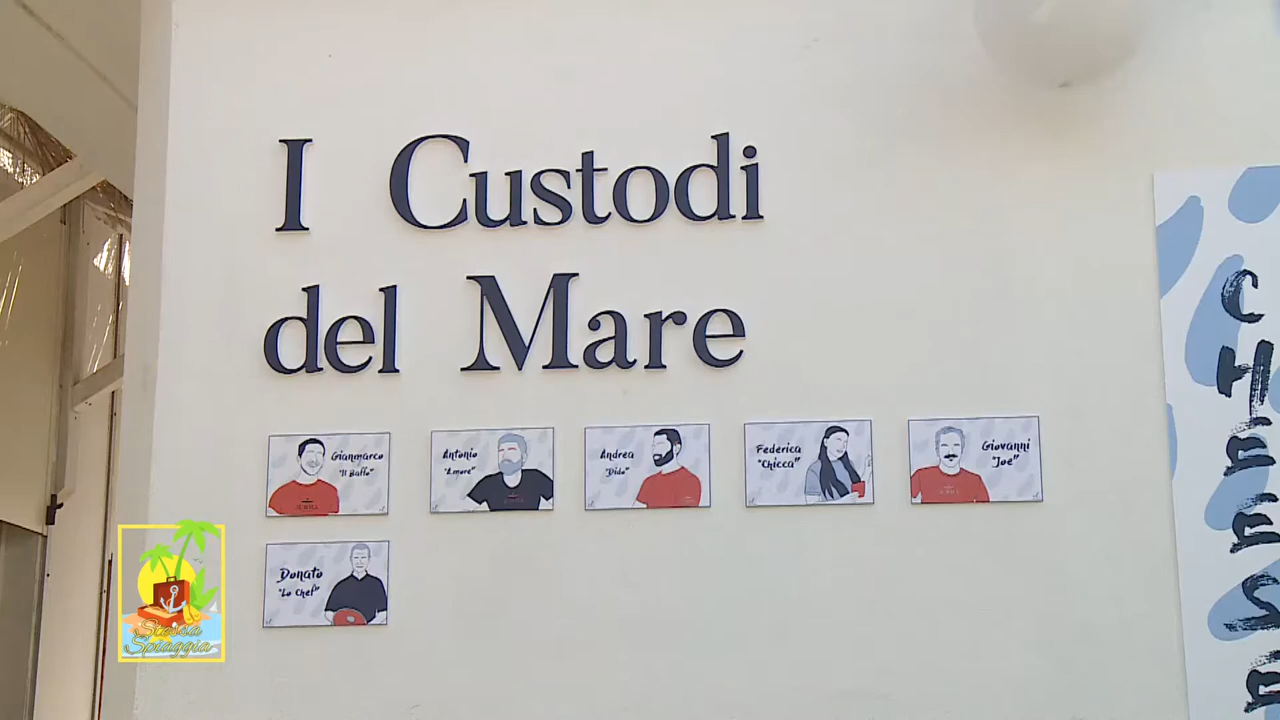 I Custodi
del Mare
Gianmarco
"Il Baffo"
Antonio
"Amore"
Andrea
"Dido"
Federica
"Chicca"
Giovanni
"Joe"
Donato
"Lo Chef"
Stessa
Spiaggia